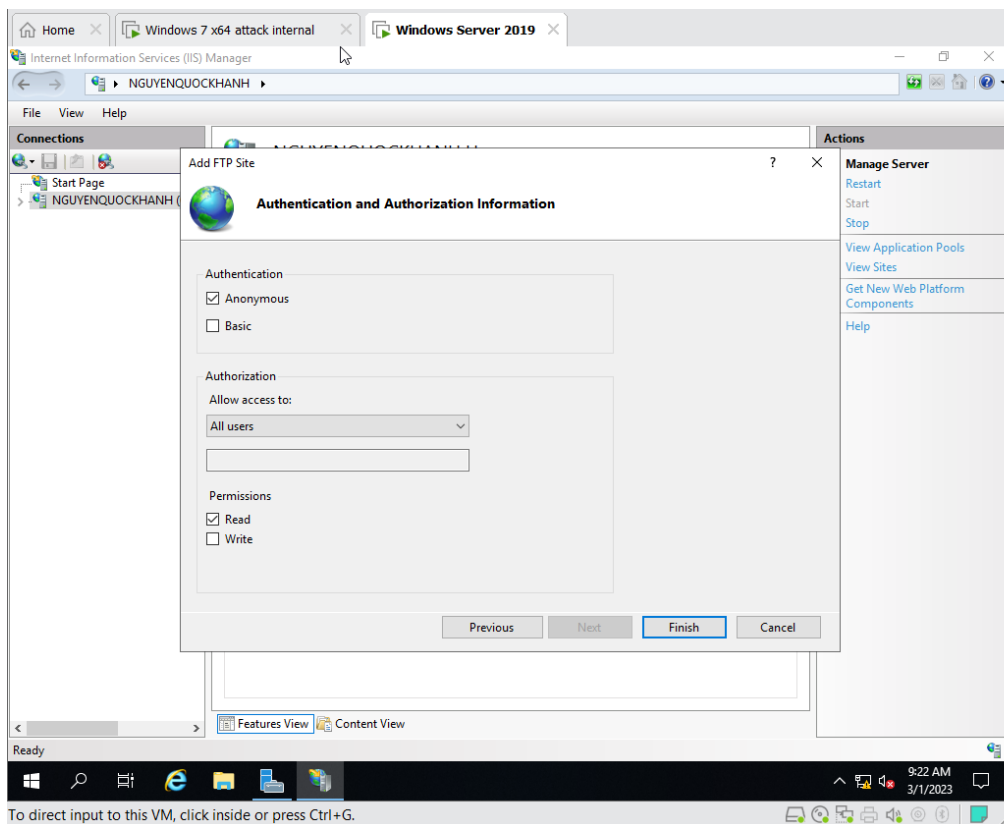 Home
Windows 7 x64 attack internal
Windows Server 2019
Internet Information Services (IIS) Manager
NGUYENQUOCKHANH
File View Help
Connections
Start Page
NGUYENQUOCKHANH (
Add FTP Site
?
Authentication and Authorization Information
Authentication
Anonymous
Basic
Authorization
Allow access to:
All users
Permissions
Read
Write
Previous Next Finish Cancel
Actions
Manage Server
Restart
Start
Stop
View Application Pools
View Sites
Get New Web Platform
Components
Help
Features View Content View
Ready
9:22 AM
3/1/2023
To direct input to this VM, click inside or press Ctrl+G.